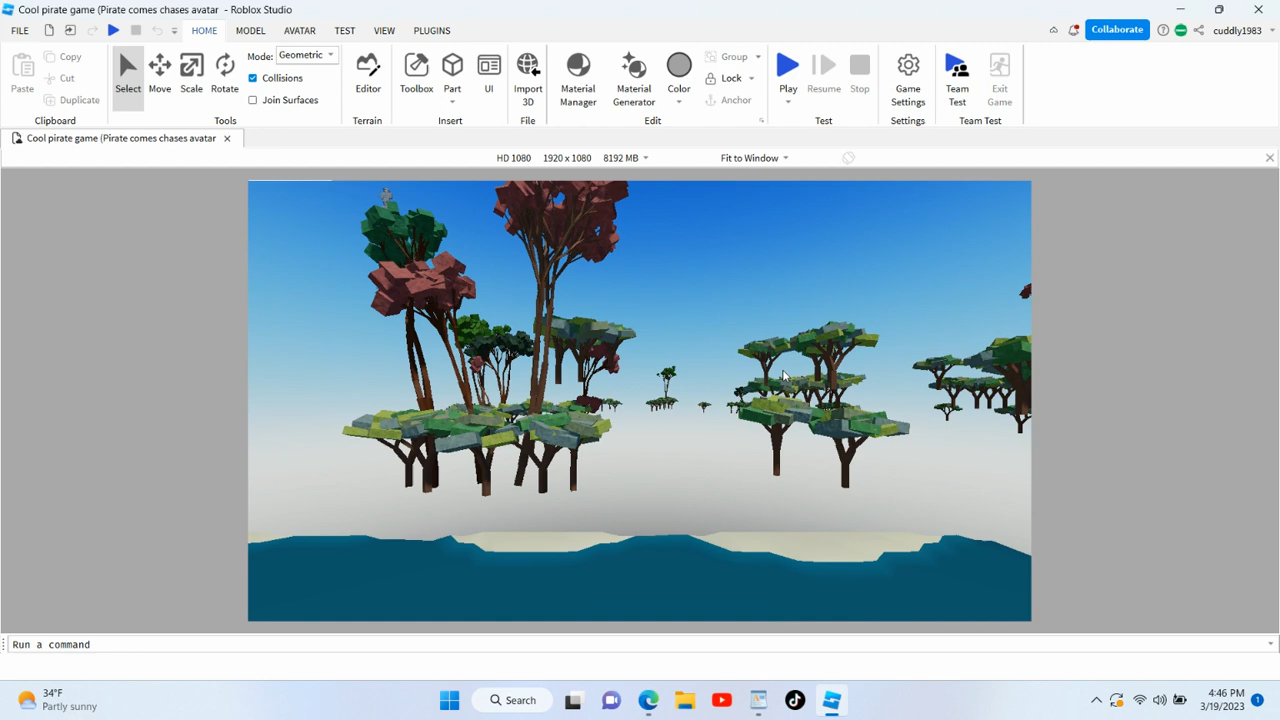 Cool pirate game (Pirate comes chases avatar - Roblox Studio
FILE HOME MODEL AVATAR TEST VIEW PLUGINS Collaborate cuddly1983
Paste Copy Cut Duplicate Clipboard
Select Move Scale Rotate Mode: Geometric Collisions Join Surfaces Tools
Editor Terrain
Toolbox Part UI Insert
Import 3D File
Material Manager Material Generator Color Group Lock Anchor Edit
Play Resume Stop Test
Game Settings Settings
Team Test Exit Game Team Test
Cool pirate game (Pirate comes chases avatar
HD 1080 1920 x 1080 8192 MB Fit to Window
Run a command
34°F
Partly sunny
Search
4:46 PM
3/19/2023
1